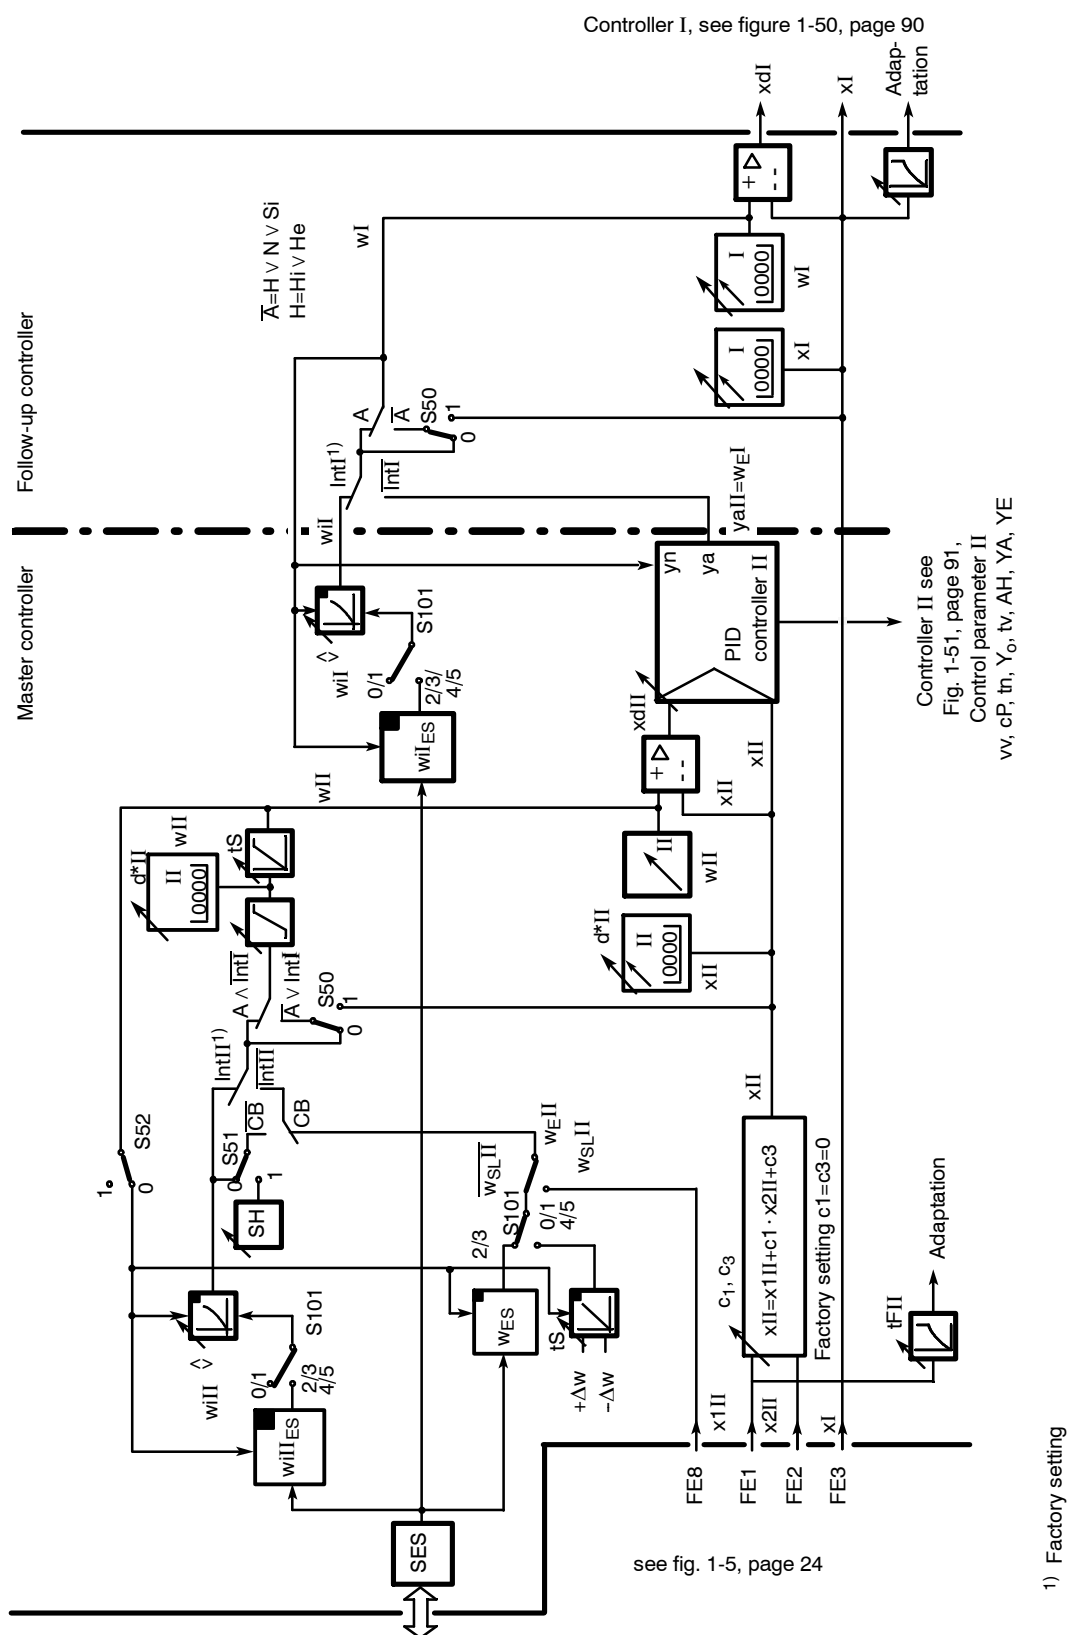 Controller I, see figure 1-50, page 90
xdI
xI
Adap-
tation
Follow-up controller
Master controller
A̅=H ∨ N ∨ Si
H=Hi ∨ He
wI
+ Δ
--
I
0000
wI
I
0000
xI
A
A̅
S50
1
0
IntI¹⁾
I̅n̅t̅I̅
wiI
yaII=wEI
yn
ya
PID
controller II
Controller II see
Fig. 1-51, page 91,
Control parameter II
vv, cP, tn, Yo, tv, AH, YA, YE
<>
wiI
S101
0/1
2/3/
4/5
wiIES
xdII
+ Δ
--
xII
xII
wII
wII
tS
d*II
II
0000
II
wII
d*II
II
0000
xII
A ∧ I̅n̅t̅I̅
A̅ ∨ IntI
S50
1
0
IntII¹⁾
I̅n̅t̅I̅I̅
C̅B̅
CB
S52
1
0
S51
0
1
SH
wEII
wSLII
w̅S̅L̅I̅I̅
S101
2/3
0/1
4/5
xII
c1, c3
xII=x1II+c1·x2II+c3
Factory setting c1=c3=0
Adaptation
tFII
<>
wiII
S101
0/1
2/3
4/5
wiIIES
wES
tS
+Δw
−Δw
x1II
x2II
xI
FE8
FE1
FE2
FE3
SES
see fig. 1-5, page 24
1) Factory setting